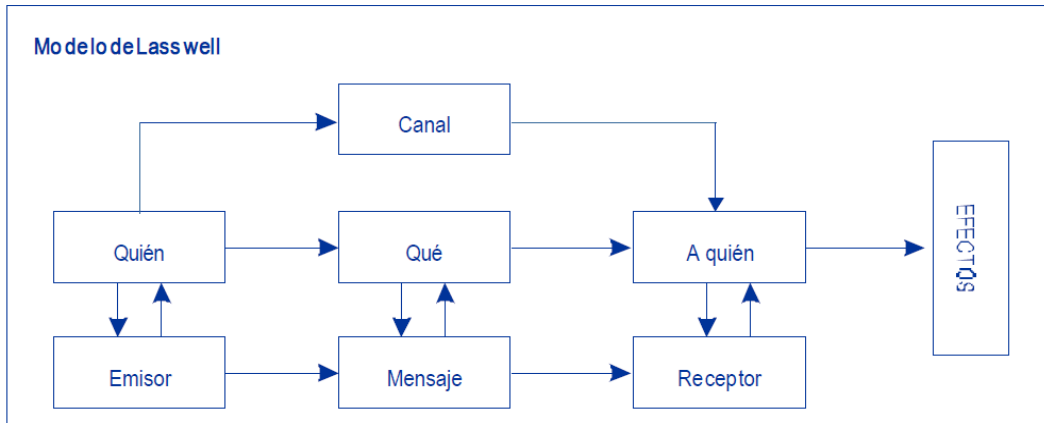 Modelo de Lasswell
Canal
Quién
Qué
A quién
EFECTOS
Emisor
Mensaje
Receptor